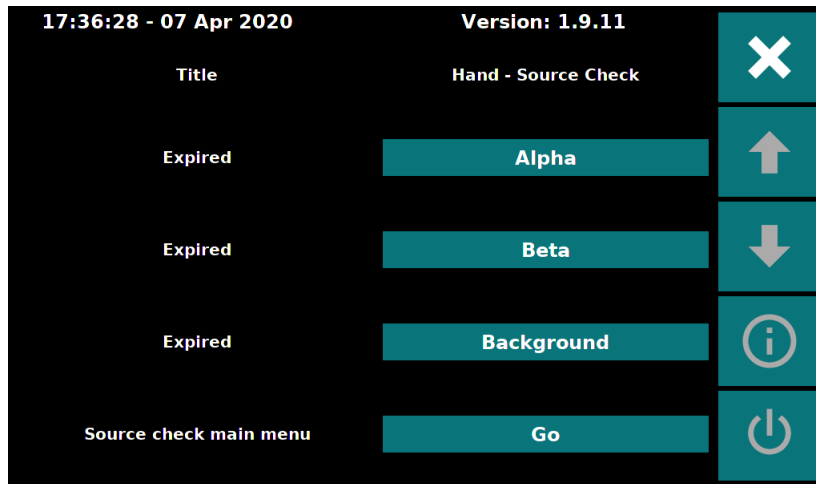 17:36:28 - 07 Apr 2020 Version: 1.9.11
Title Hand - Source Check
Expired Alpha
Expired Beta
Expired Background
Source check main menu Go